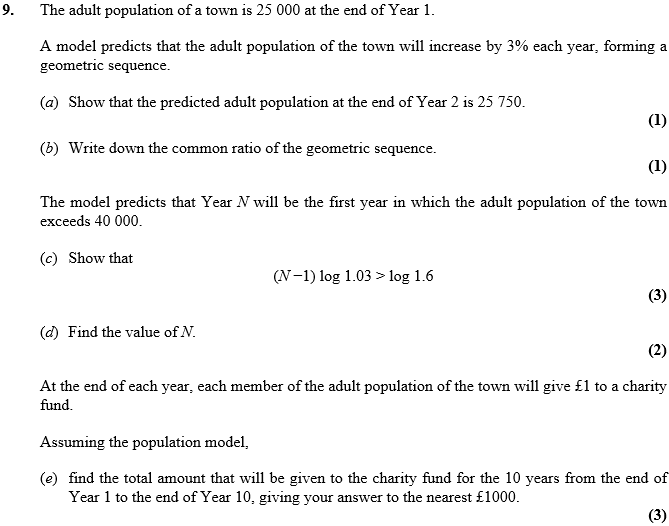 9. The adult population of a town is 25 000 at the end of Year 1.
A model predicts that the adult population of the town will increase by 3% each year, forming a
geometric sequence.
(a) Show that the predicted adult population at the end of Year 2 is 25 750.
(1)
(b) Write down the common ratio of the geometric sequence.
(1)
The model predicts that Year N will be the first year in which the adult population of the town
exceeds 40 000.
(c) Show that
(N−1) log 1.03 > log 1.6
(3)
(d) Find the value of N.
(2)
At the end of each year, each member of the adult population of the town will give £1 to a charity
fund.
Assuming the population model,
(e) find the total amount that will be given to the charity fund for the 10 years from the end of
Year 1 to the end of Year 10, giving your answer to the nearest £1000.
(3)